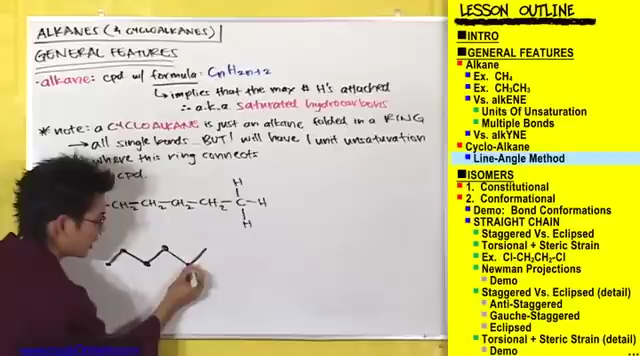 ALKANES (& CYCLOALKANES)
GENERAL FEATURES
-alkane: cpd w/ formula: CnH2n+2
↳ implies that the max # H's attached
∴ a.k.a. saturated hydrocarbons
* note: a CYCLOALKANE is just an alkane folded in a RING
→ all single bonds... BUT! will have 1 unit unsaturation
where this ring connects
cpd.
H
-CH2-CH2-CH2-CH2-C-H
H
LESSON OUTLINE
INTRO
GENERAL FEATURES
Alkane
Ex. CH4
Ex. CH3CH3
Vs. alkENE
Units Of Unsaturation
Multiple Bonds
Vs. alkYNE
Cyclo-Alkane
Line-Angle Method
ISOMERS
1. Constitutional
2. Conformational
Demo: Bond Conformations
STRAIGHT CHAIN
Staggered Vs. Eclipsed
Torsional + Steric Strain
Ex. Cl-CH2CH2-Cl
Newman Projections
Demo
Staggered Vs. Eclipsed (detail)
Anti-Staggered
Gauche-Staggered
Eclipsed
Torsional + Steric Strain (detail)
Demo